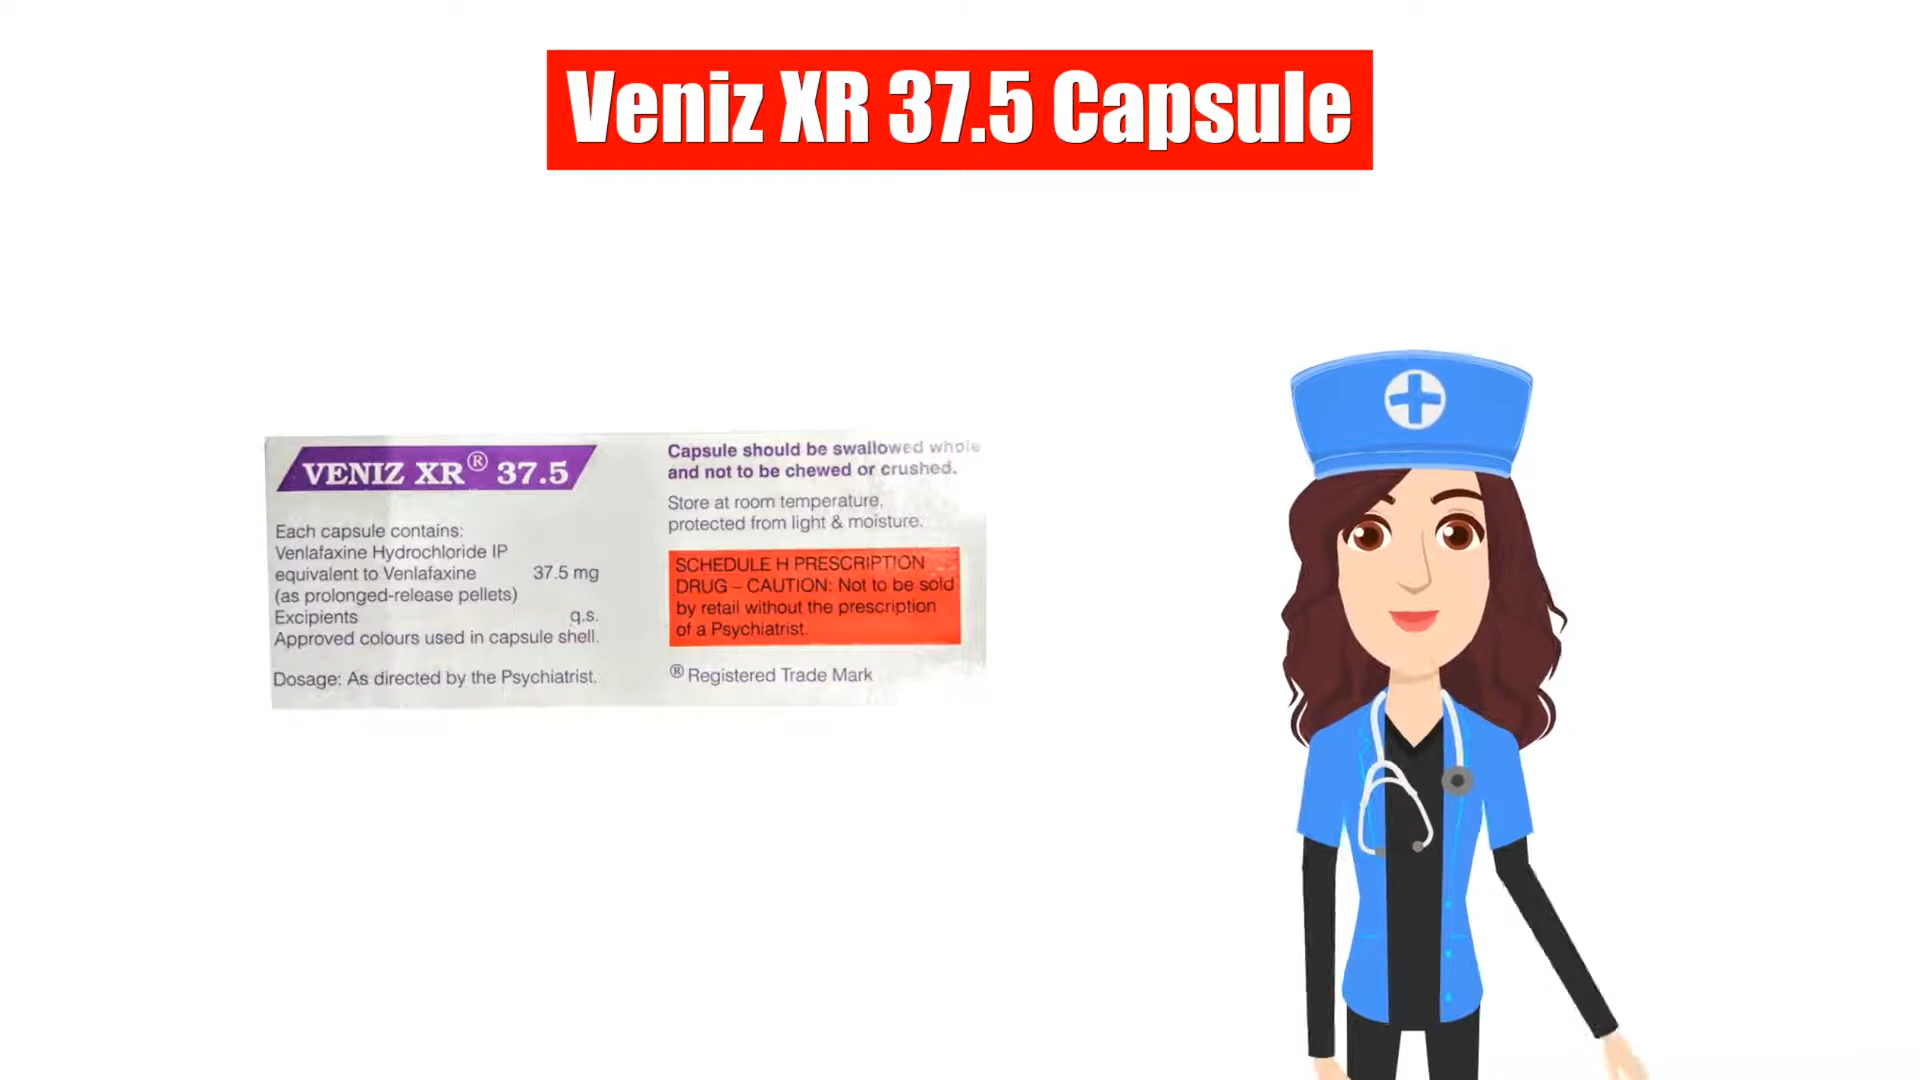 Veniz XR 37.5 Capsule
VENIZ XR® 37.5
Each capsule contains:
Venlafaxine Hydrochloride IP
equivalent to Venlafaxine 37.5 mg
(as prolonged-release pellets)
Excipients q.s.
Approved colours used in capsule shell.
Dosage: As directed by the Psychiatrist.
Capsule should be swallowed whole
and not to be chewed or crushed.
Store at room temperature,
protected from light & moisture.
SCHEDULE H PRESCRIPTION
DRUG – CAUTION: Not to be sold
by retail without the prescription
of a Psychiatrist.
® Registered Trade Mark